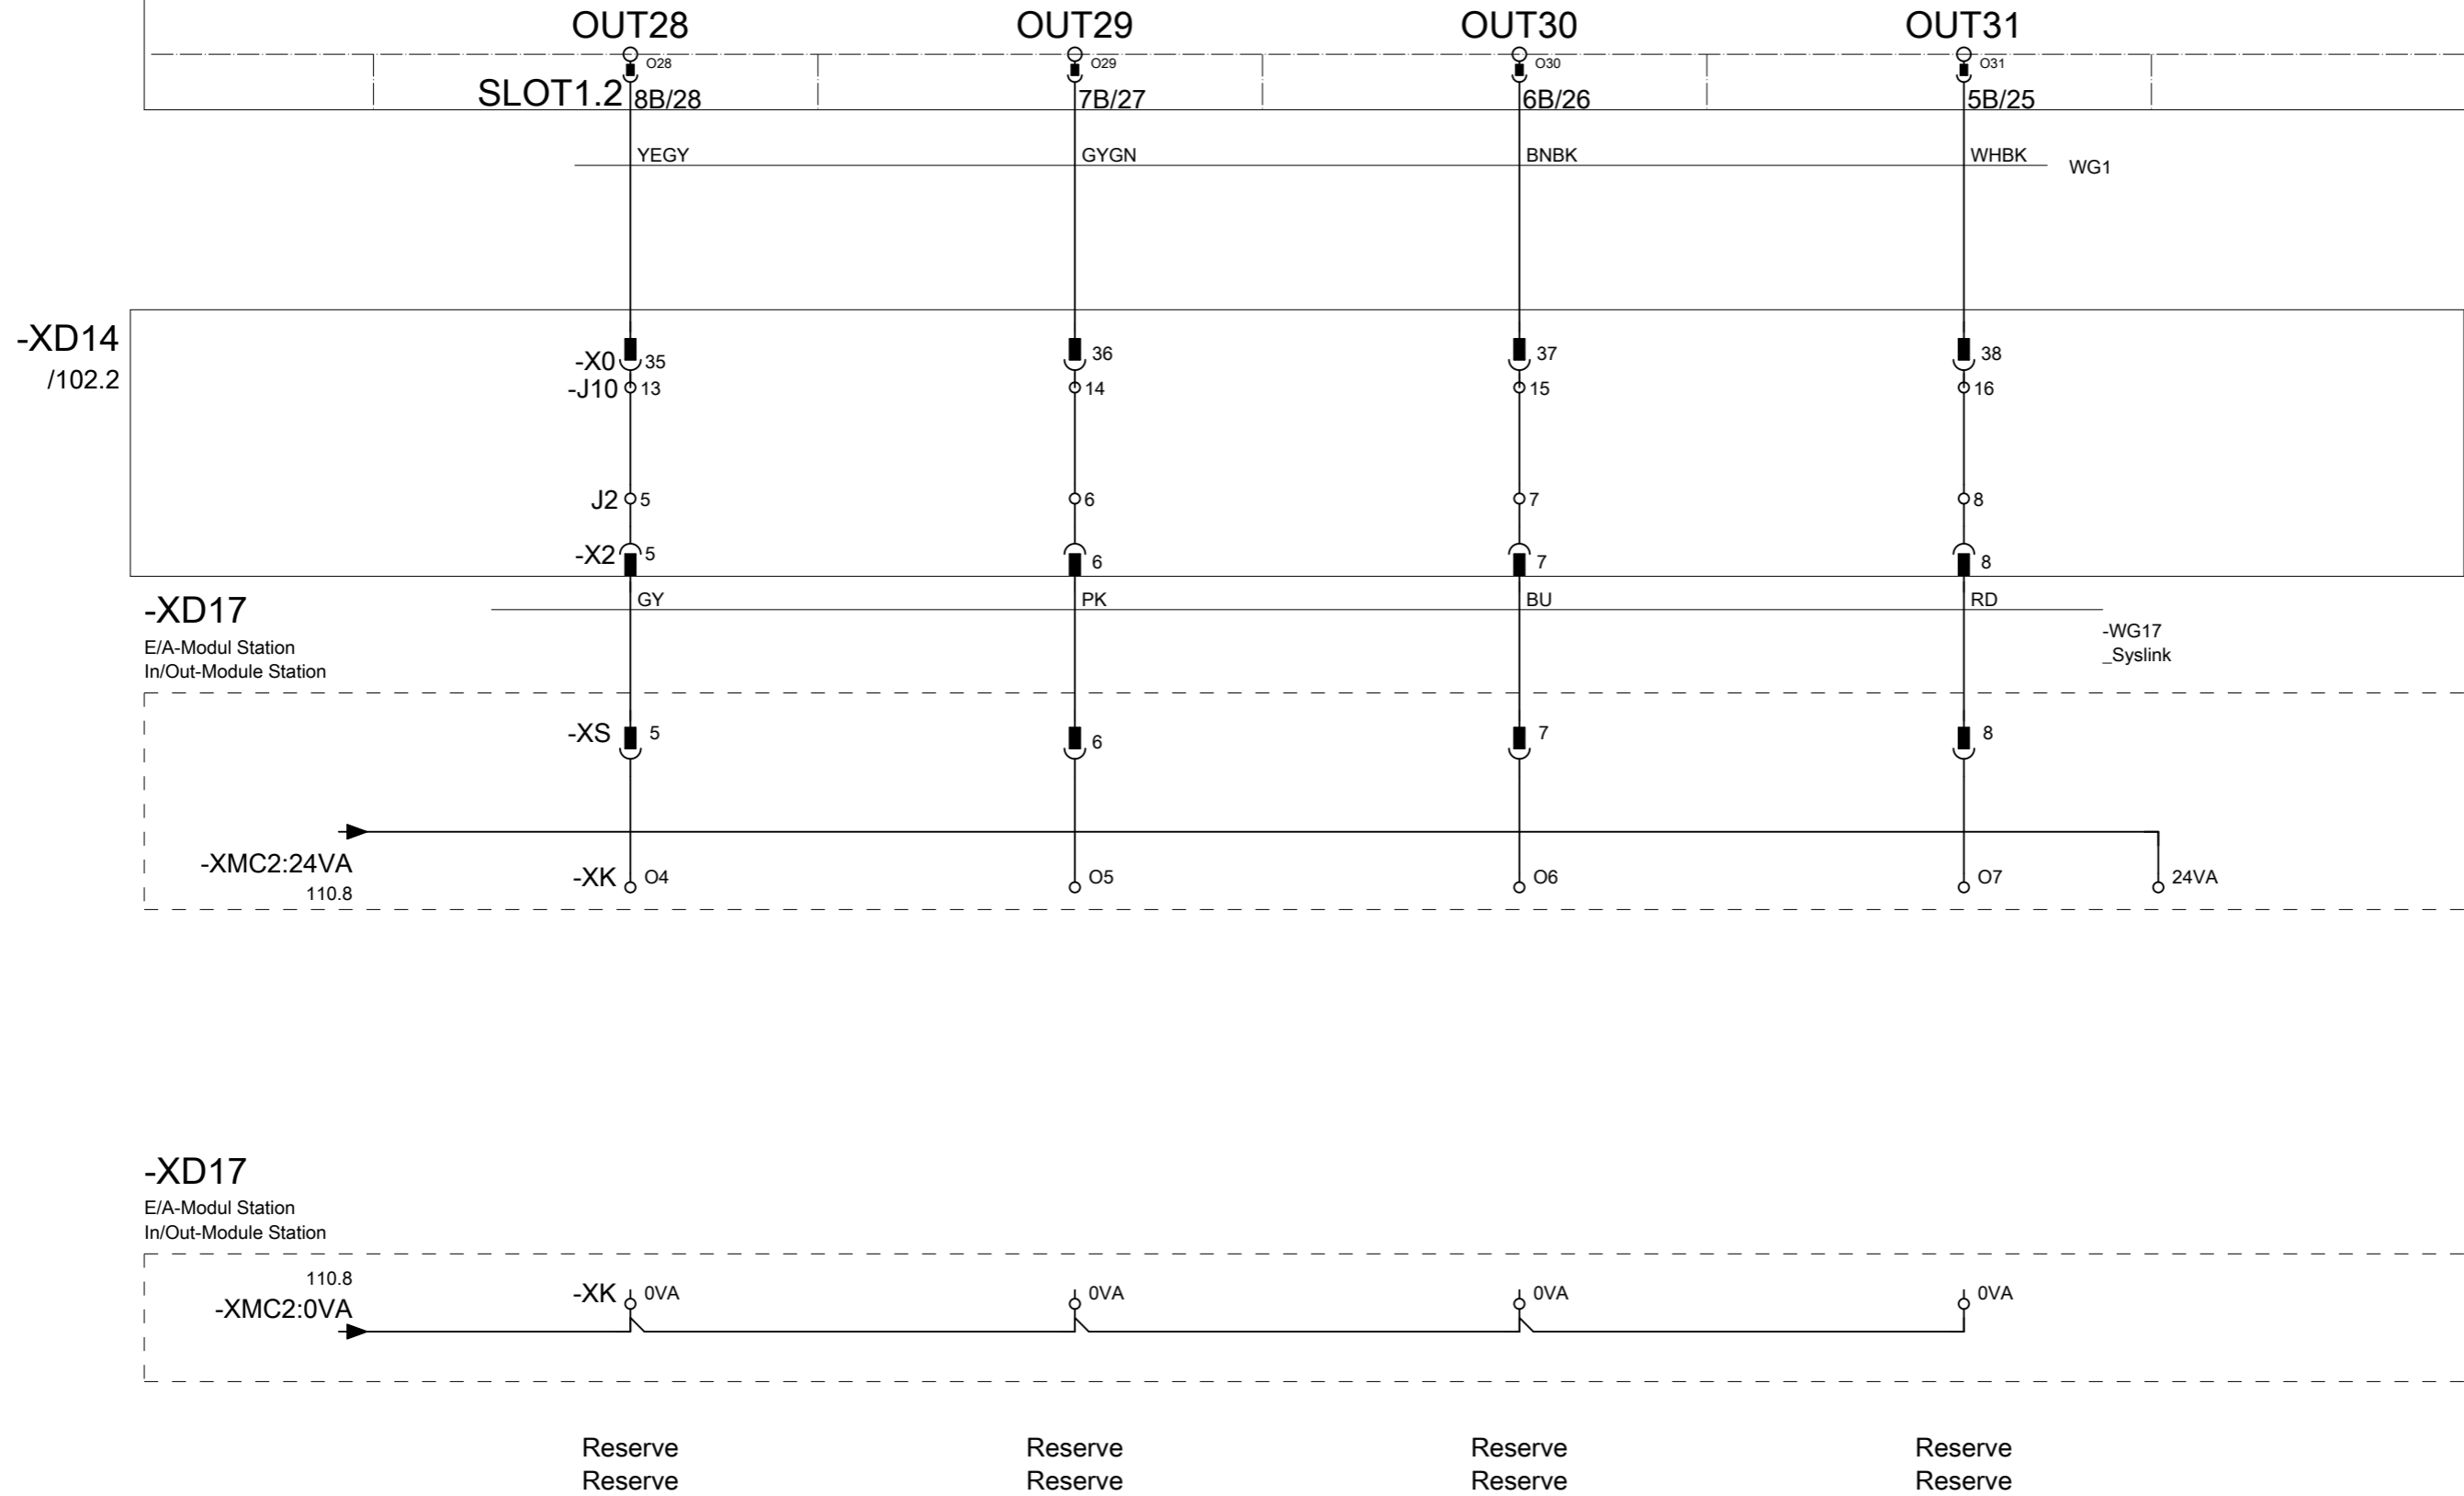 OUT28 OUT29 OUT30 OUT31
O28 O29 O30 O31
SLOT1.2 8B/28 7B/27 6B/26 5B/25
YEGY GYGN BNBK WHBK WG1
-XD14
/102.2
-X0 35 36 37 38
-J10 13 14 15 16
J2 5 6 7 8
-X2 5 6 7 8
GY PK BU RD
-XD17
E/A-Modul Station
In/Out-Module Station
-WG17
_Syslink
-XS 5 6 7 8
-XMC2:24VA
110.8
-XK O4 O5 O6 O7 24VA
-XD17
E/A-Modul Station
In/Out-Module Station
110.8
-XMC2:0VA
-XK 0VA 0VA 0VA 0VA
Reserve Reserve Reserve Reserve
Reserve Reserve Reserve Reserve